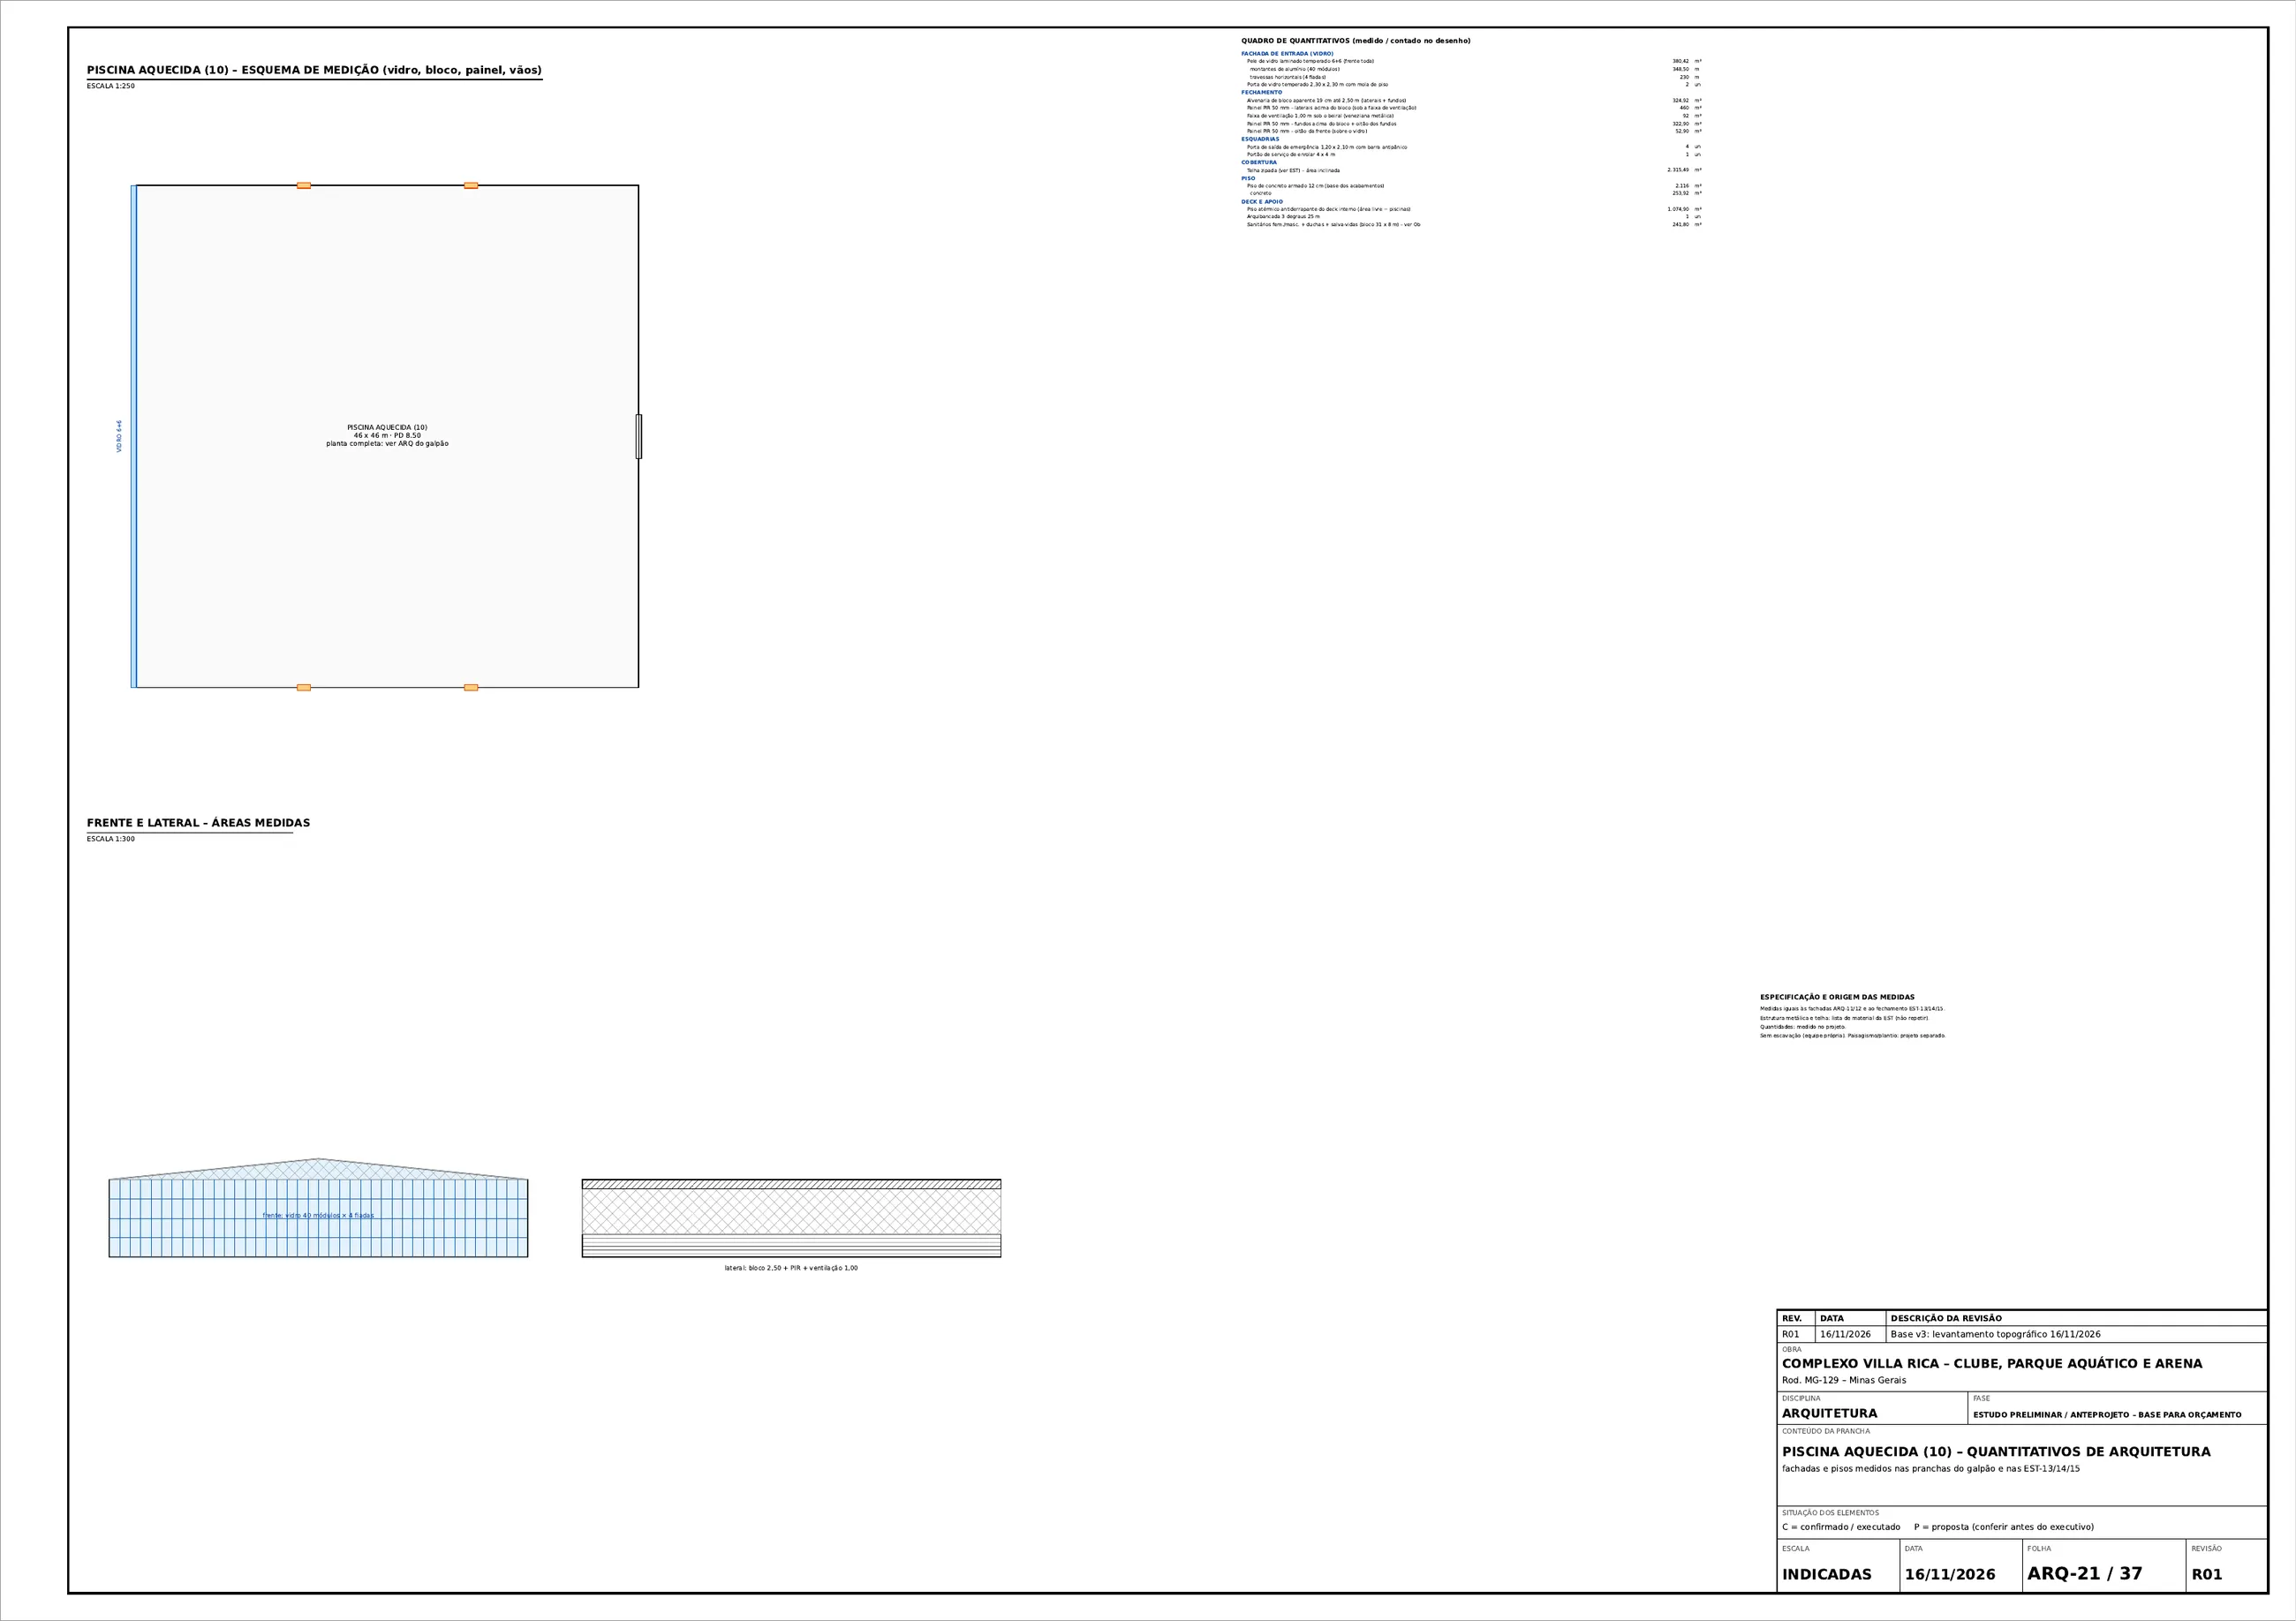 PISCINA AQUECIDA (10) – ESQUEMA DE MEDIÇÃO (vidro, bloco, painel, vãos)
ESCALA 1:250
VIDRO 6+6
PISCINA AQUECIDA (10)
46 x 46 m · PD 8.50
planta completa: ver ARQ do galpão
FRENTE E LATERAL – ÁREAS MEDIDAS
ESCALA 1:300
frente: vidro 40 módulos × 4 fiadas
lateral: bloco 2,50 + PIR + ventilação 1,00
QUADRO DE QUANTITATIVOS (medido / contado no desenho)
FACHADA DE ENTRADA (VIDRO)
Pele de vidro laminado temperado 6+6 (frente toda) 380,42 m²
montantes de alumínio (40 módulos) 348,50 m
travessas horizontais (4 fiadas) 230 m
Porta de vidro temperado 2,30 x 2,30 m com mola de piso 2 un
FECHAMENTO
Alvenaria de bloco aparente 19 cm até 2,50 m (laterais + fundos) 324,92 m²
Painel PIR 50 mm – laterais acima do bloco (sob a faixa de ventilação) 460 m²
Faixa de ventilação 1,00 m sob o beiral (veneziana metálica) 92 m²
Painel PIR 50 mm – fundos acima do bloco + oitão dos fundos 322,90 m²
Painel PIR 50 mm – oitão da frente (sobre o vidro) 52,90 m²
ESQUADRIAS
Porta de saída de emergência 1,20 x 2,10 m com barra antipânico 4 un
Portão de serviço de enrolar 4 x 4 m 1 un
COBERTURA
Telha zipada (ver EST) – área inclinada 2.315,49 m²
PISO
Piso de concreto armado 12 cm (base dos acabamentos) 2.116 m²
concreto 253,92 m³
DECK E APOIO
Piso atérmico antiderrapante do deck interno (área livre − piscinas) 1.074,90 m²
Arquibancada 3 degraus 25 m 1 un
Sanitários fem./masc. + duchas + salva-vidas (bloco 31 x 8 m) – ver Ob 241,80 m²
ESPECIFICAÇÃO E ORIGEM DAS MEDIDAS
Medidas iguais às fachadas ARQ-11/12 e ao fechamento EST-13/14/15.
Estrutura metálica e telha: lista de material da EST (não repetir).
Quantidades: medido no projeto.
Sem escavação (equipe própria). Paisagismo/plantio: projeto separado.
REV. DATA DESCRIÇÃO DA REVISÃO
R01 16/11/2026 Base v3: levantamento topográfico 16/11/2026
OBRA
COMPLEXO VILLA RICA – CLUBE, PARQUE AQUÁTICO E ARENA
Rod. MG-129 – Minas Gerais
DISCIPLINA FASE
ARQUITETURA ESTUDO PRELIMINAR / ANTEPROJETO – BASE PARA ORÇAMENTO
CONTEÚDO DA PRANCHA
PISCINA AQUECIDA (10) – QUANTITATIVOS DE ARQUITETURA
fachadas e pisos medidos nas pranchas do galpão e nas EST-13/14/15
SITUAÇÃO DOS ELEMENTOS
C = confirmado / executado P = proposta (conferir antes do executivo)
ESCALA DATA FOLHA REVISÃO
INDICADAS 16/11/2026 ARQ-21 / 37 R01